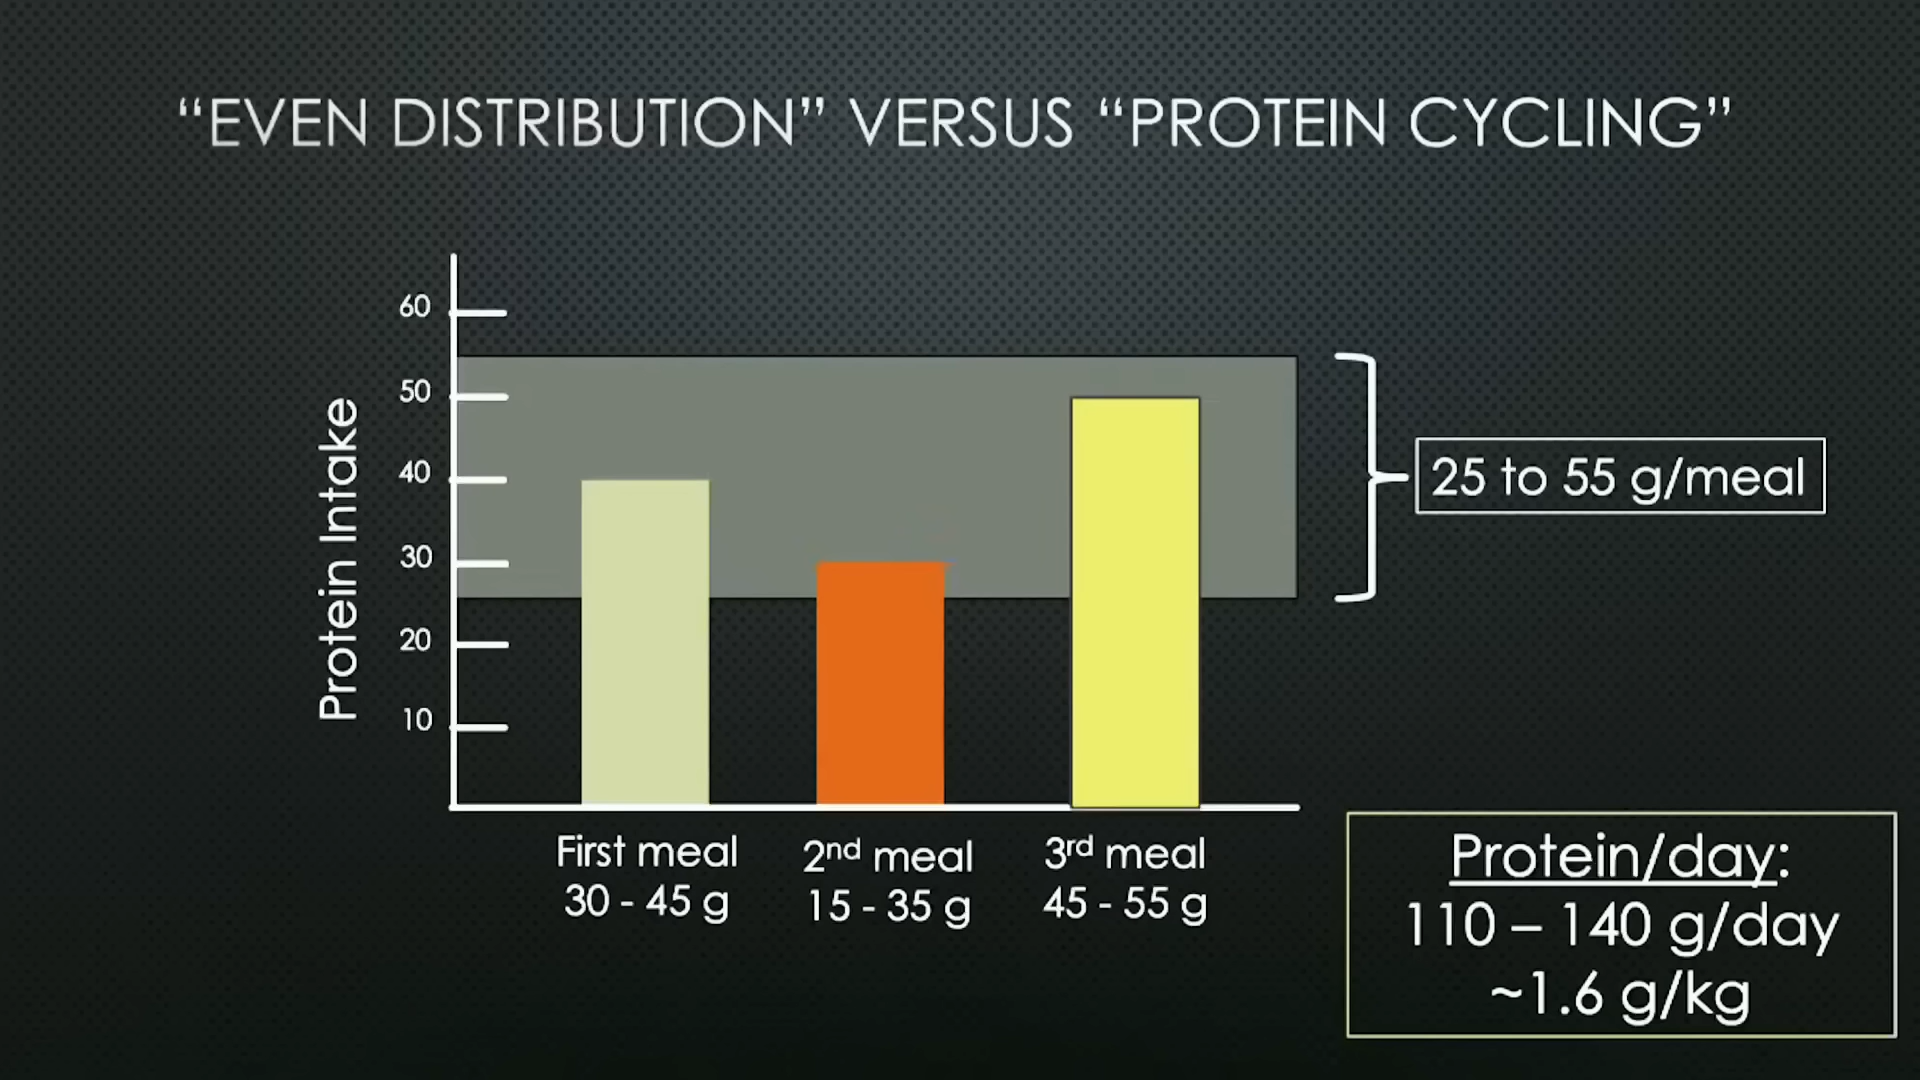 “EVEN DISTRIBUTION” VERSUS “PROTEIN CYCLING”
60
50
40
30
20
10
Protein Intake
25 to 55 g/meal
First meal
30 - 45 g
2nd meal
15 - 35 g
3rd meal
45 - 55 g
Protein/day:
110 – 140 g/day
~1.6 g/kg